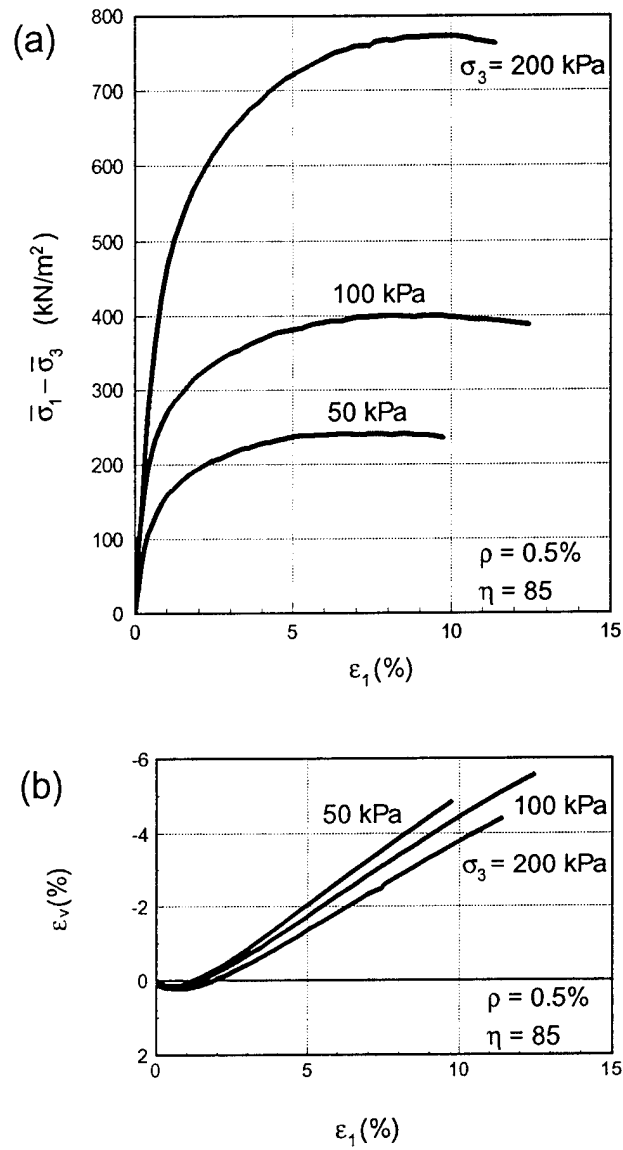 (a)
800
700
600
500
400
300
200
100
0
σ̅₁ – σ̅₃ (kN/m²)
σ₃ = 200 kPa
100 kPa
50 kPa
ρ = 0.5%
η = 85
0 5 10 15
ε₁(%)
(b)
-6
-4
-2
0
2
εᵥ(%)
50 kPa
100 kPa
σ₃ = 200 kPa
ρ = 0.5%
η = 85
0 5 10 15
ε₁(%)